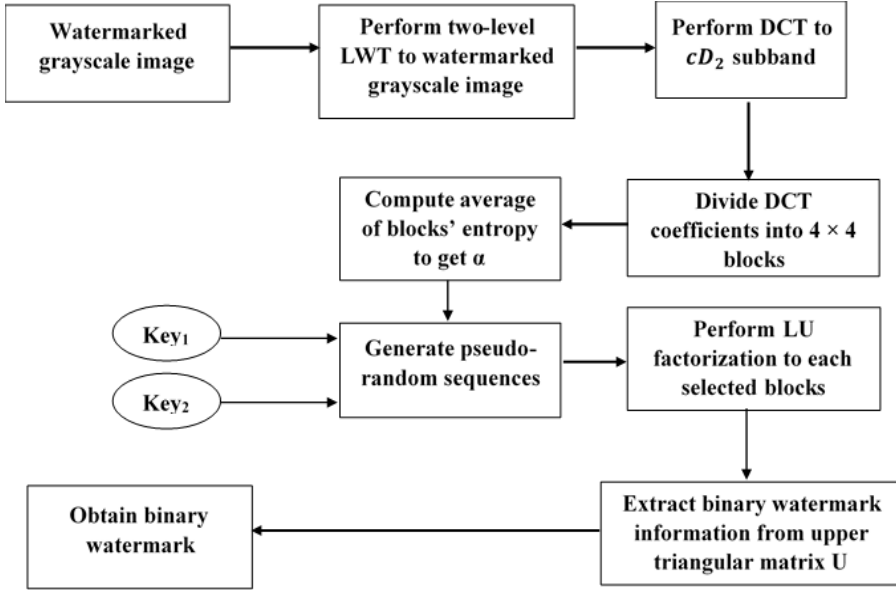 Watermarked
grayscale image
Perform two-level
LWT to watermarked
grayscale image
Perform DCT to
cD₂ subband
Divide DCT
coefficients into 4 × 4
blocks
Compute average
of blocks’ entropy
to get α
Key₁
Key₂
Generate pseudo-
random sequences
Perform LU
factorization to each
selected blocks
Extract binary watermark
information from upper
triangular matrix U
Obtain binary
watermark